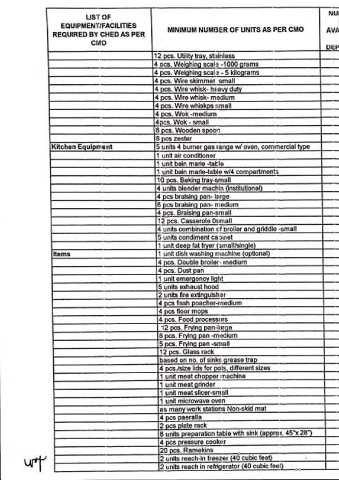 LIST OF
EQUIPMENT/FACILITIES
REQUIRED BY CHED AS PER
CMO
MINIMUM NUMBER OF UNITS AS PER CMO
NU
AVA
DEP
12 pcs. Utility tray, stainless
4 pcs. Weighing scale -1000 grams
4 pcs. Weighing scale - 5 kilograms
4 pcs. Wire skimmer small
4 pcs. Wire whisk- heavy duty
4 pcs. Wire whisk- medium
4 pcs. Wire whiskps small
4 pcs. Wok -medium
4pcs. Wok - small
8 pcs. Wooden spoon
8 pcs zester
Kitchen Equipment
5 units 4 burner gas range w/ oven, commercial type
1 unit air conditioner
1 unit bain marie -table
1 unit bain marie-table w/4 compartments
10 pcs. Baking tray-small
4 units blender machin (institutional)
4 pcs braising pan- large
8 pcs braising pan- medium
4 pcs. Braising pan-small
12 pcs. Casserole 0small
4 units combination of broiler and griddle -small
5 units condiment cabinet
1 unit deep fat fryer (small/single)
Items
1 unit dish washing machine (optional)
4 pcs. Double broiler- medium
4 pcs. Dust pan
1 unit emergency light
5 units exhaust hood
2 units fire extinguisher
4 pcs fish poacher-medium
4 pcs floor mops
4 pcs. Food processors
12 pcs. Frying pan-large
8 pcs. Frying pan -medium
5 pcs. Frying pan -small
12 pcs. Glass rack
based on no. of sinks grease trap
4 pcs./size lids for pots, different sizes
1 unit meat chopper machine
1 unit meat grinder
1 unit meat slicer-small
1 unit microwave oven
as many work stations Non-skid mat
4 pcs paeralla
2 pcs plate rack
6 units preparation table with sink (approx. 45"x 28")
4 pcs pressure cooker
20 pcs. Ramekins
2 units reach-in freezer (40 cubic feet)
2 units reach in refrigerator (40 cubic feet)